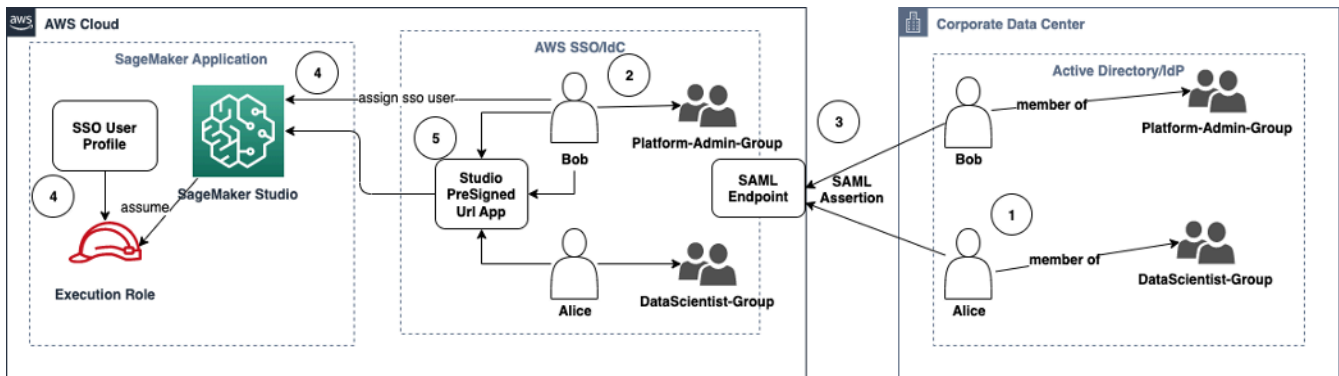 aws
AWS Cloud
SageMaker Application
SSO User
Profile
4
SageMaker Studio
4
assume
Execution Role
AWS SSO/IdC
assign sso user
2
Platform-Admin-Group
Bob
5
Studio
PreSigned
Url App
Alice
DataScientist-Group
3
SAML
Endpoint
SAML
Assertion
Corporate Data Center
Active Directory/IdP
member of
Platform-Admin-Group
Bob
1
member of
DataScientist-Group
Alice